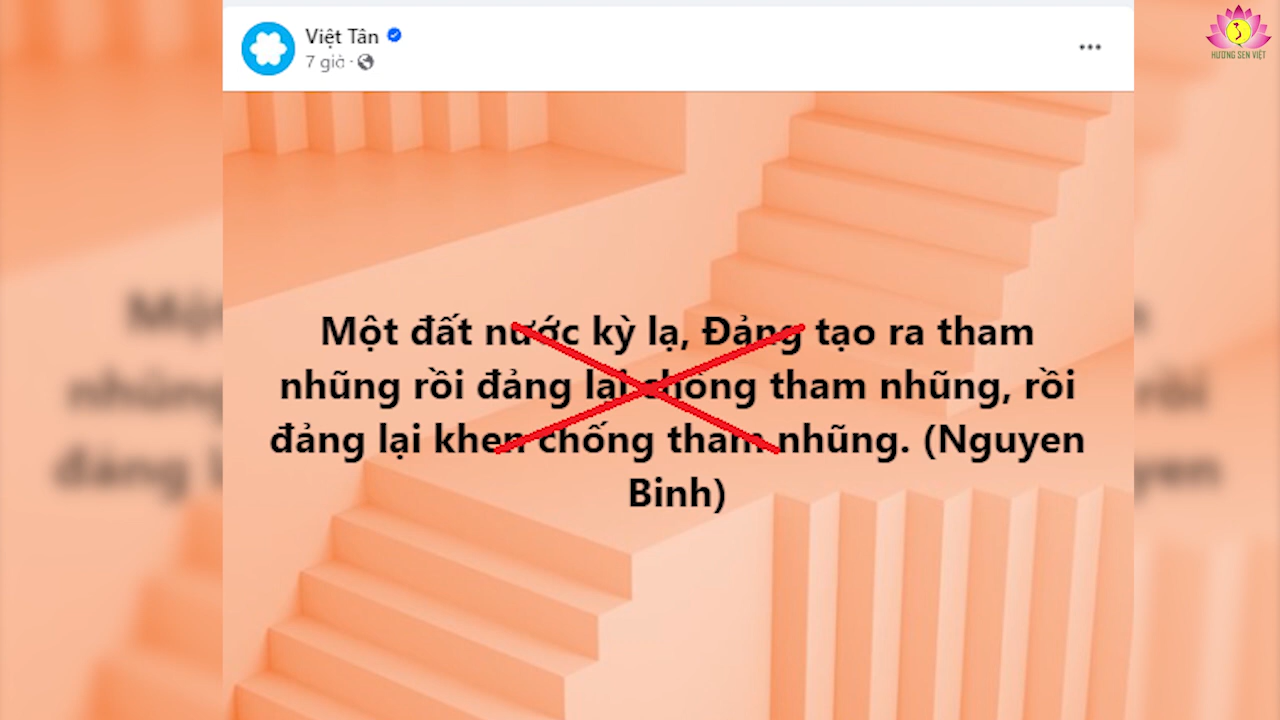 Việt Tân
7 giờ
HƯƠNG SEN VIỆT
Một đất nước kỳ lạ, Đảng tạo ra tham
nhũng rồi đảng lại chống tham nhũng, rồi
đảng lại khen chống tham nhũng. (Nguyen
Binh)